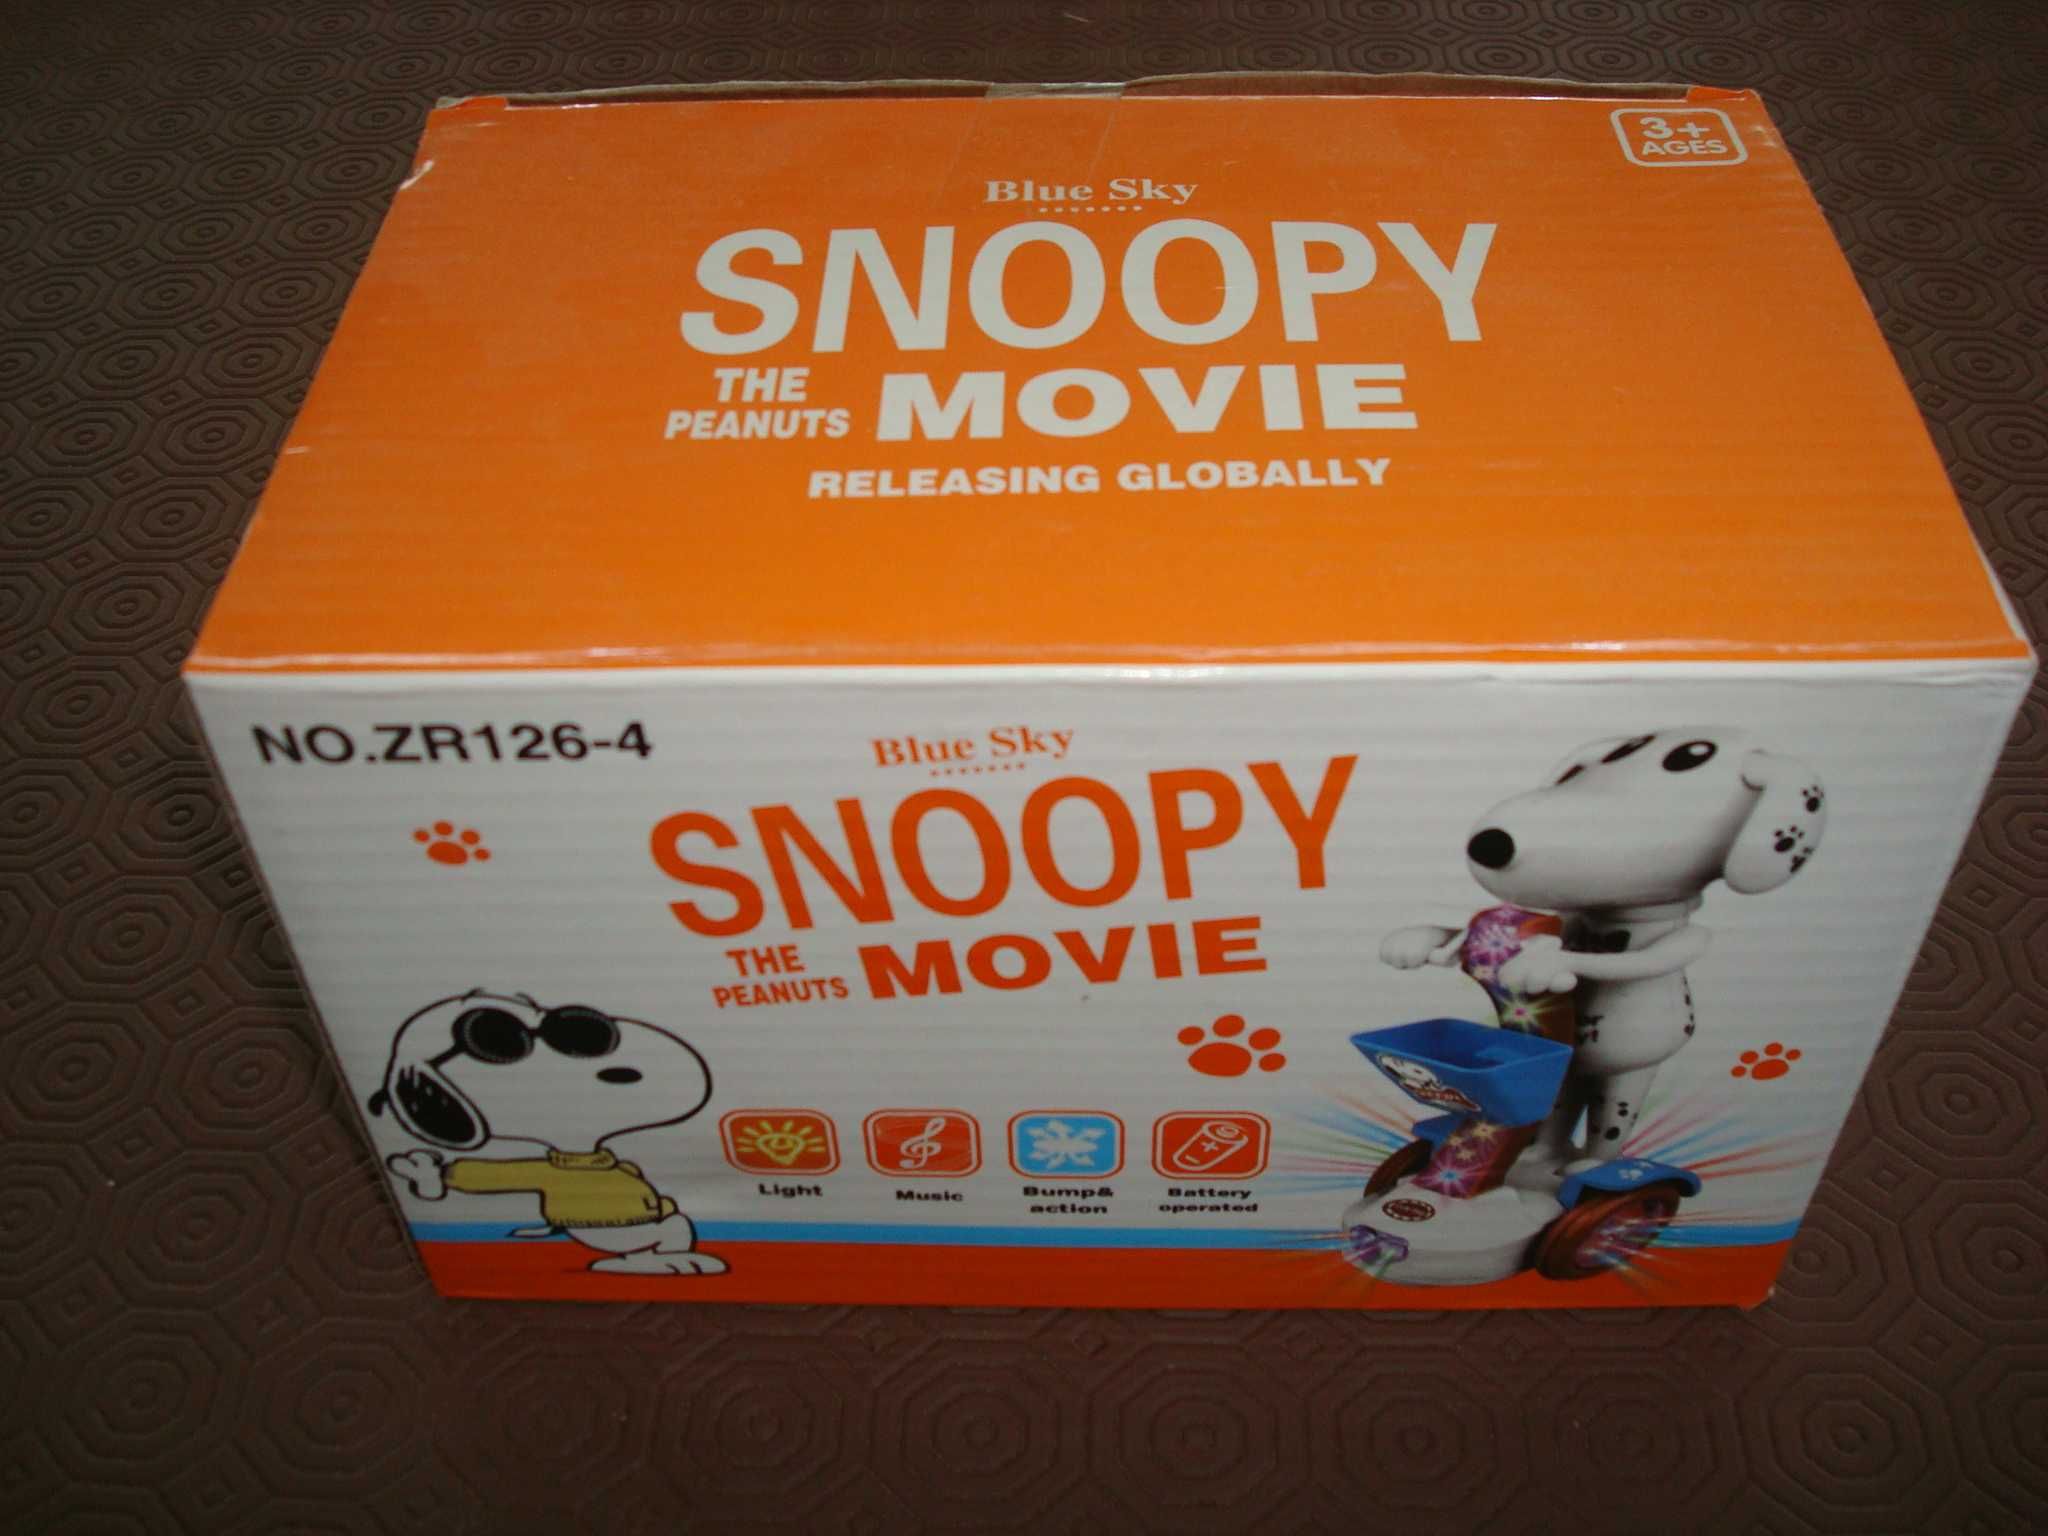 3+
AGES
Blue Sky
SNOOPY
THE
PEANUTS MOVIE
RELEASING GLOBALLY
NO.ZR126-4
Blue Sky
SNOOPY
THE
PEANUTS MOVIE
Light
Music
Bump&
action
Battery
operated